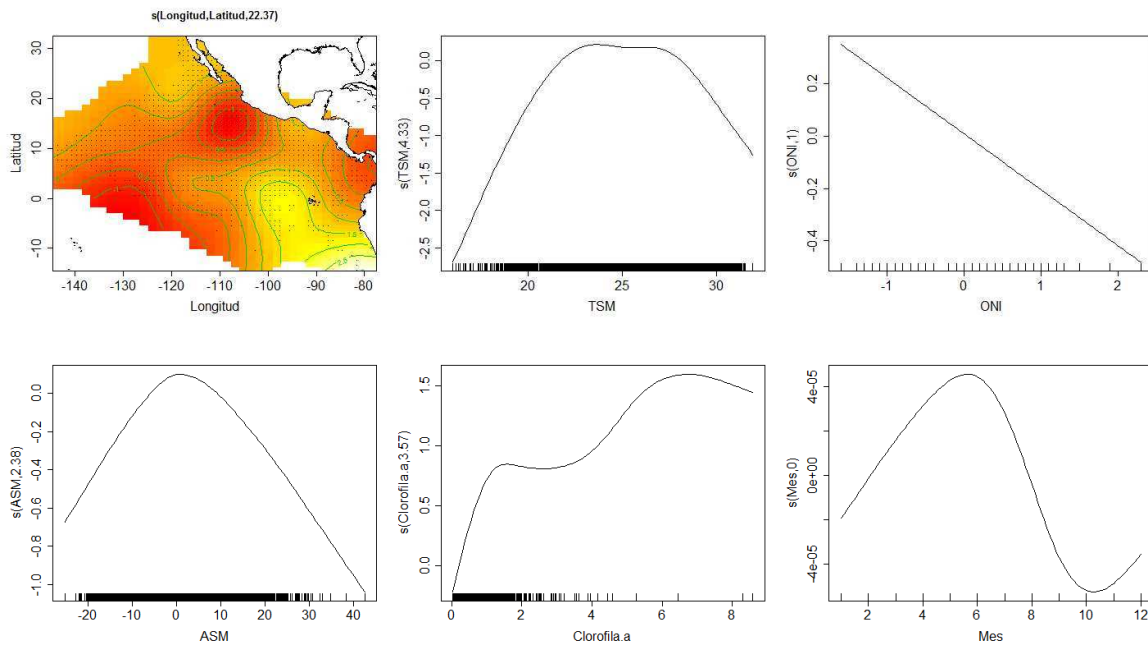 s(Longitud,Latitud,22.37)
30
20
10
0
-10
Latitud
-140 -130 -120 -110 -100 -90 -80
Longitud
0.0
-0.5
-1.0
-1.5
-2.0
-2.5
s(TSM,4.33)
20 25 30
TSM
0.2
0.0
-0.2
-0.4
s(ONI,1)
-1 0 1 2
ONI
0.0
-0.2
-0.4
-0.6
-0.8
-1.0
s(ASM,2.38)
-20 -10 0 10 20 30 40
ASM
1.5
1.0
0.5
0.0
s(Clorofila.a,3.57)
0 2 4 6 8
Clorofila.a
4e-05
0e+00
-4e-05
s(Mes,0)
2 4 6 8 10 12
Mes